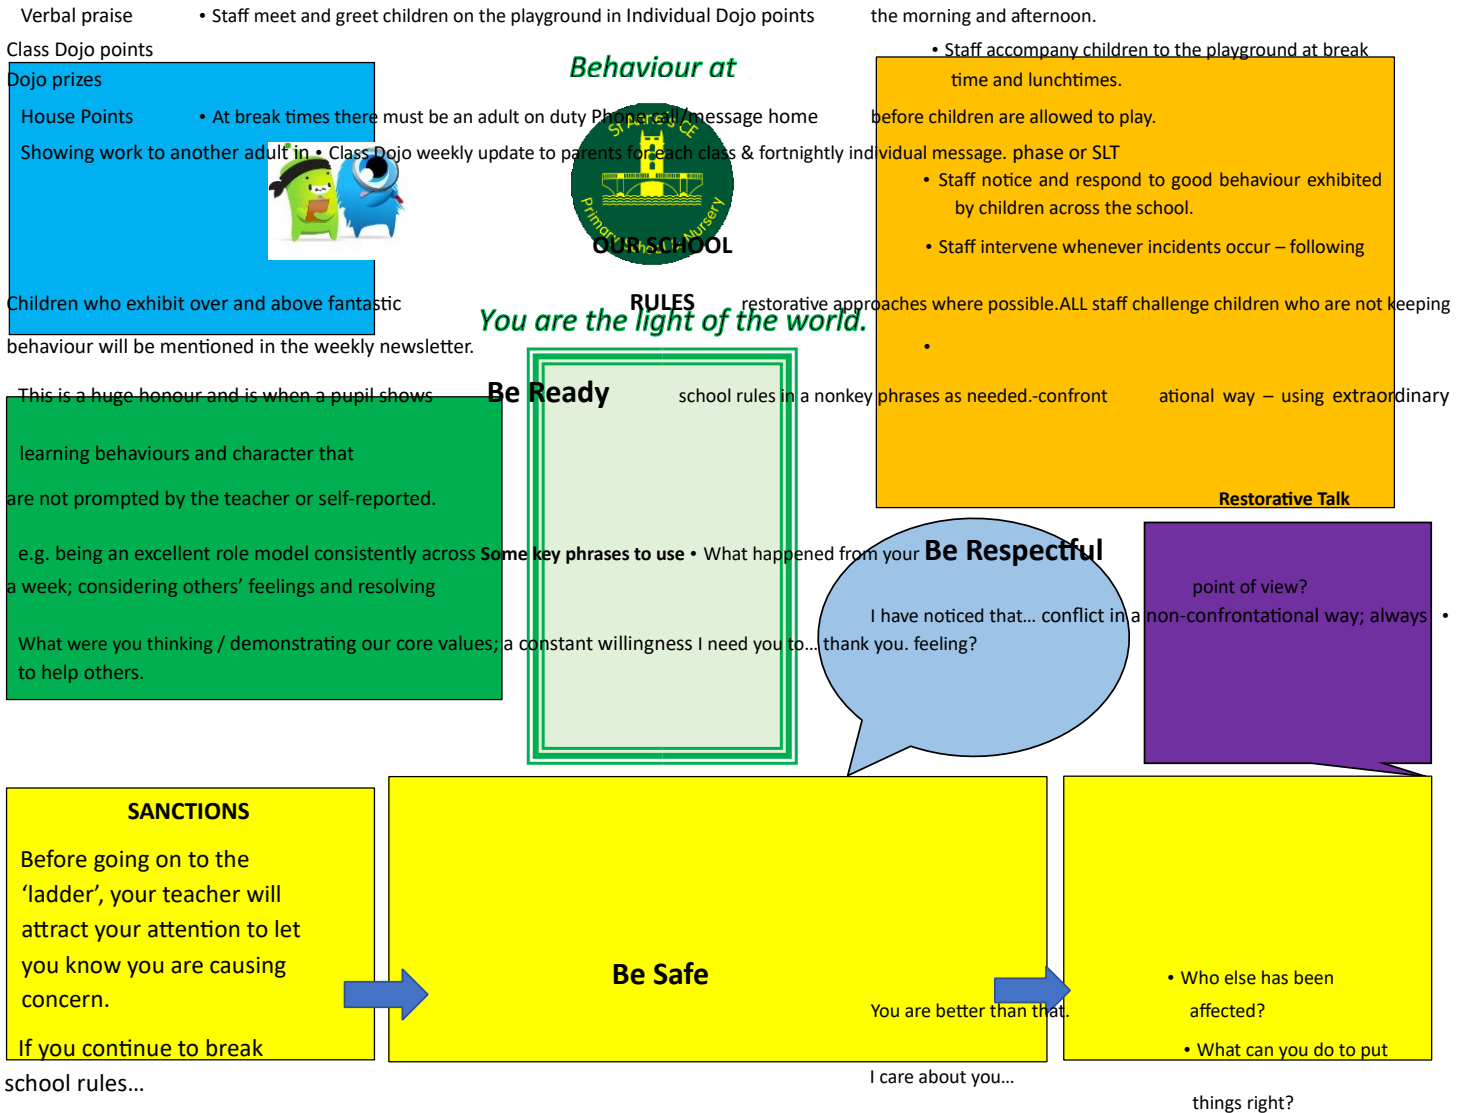 Verbal praise • Staff meet and greet children on the playground in Individual Dojo points the morning and afternoon.
Class Dojo points • Staff accompany children to the playground at break
Behaviour at
Dojo prizes time and lunchtimes.
House Points • At break times there must be an adult on duty Phone call/message home before children are allowed to play.
Showing work to another adult in • Class Dojo weekly update to parents for each class & fortnightly individual message. phase or SLT
• Staff notice and respond to good behaviour exhibited
by children across the school.
Primary School & Nursery
OUR SCHOOL • Staff intervene whenever incidents occur – following
Children who exhibit over and above fantastic RULES restorative approaches where possible.ALL staff challenge children who are not keeping
You are the light of the world.
behaviour will be mentioned in the weekly newsletter. •
This is a huge honour and is when a pupil shows Be Ready school rules in a nonkey phrases as needed.-confront ational way – using extraordinary
learning behaviours and character that
are not prompted by the teacher or self-reported. Restorative Talk
e.g. being an excellent role model consistently across Some key phrases to use • What happened from your Be Respectful
a week; considering others’ feelings and resolving point of view?
I have noticed that... conflict in a non-confrontational way; always •
What were you thinking / demonstrating our core values; a constant willingness I need you to... thank you. feeling?
to help others.
SANCTIONS
Before going on to the
‘ladder’, your teacher will
attract your attention to let
you know you are causing
concern.
Be Safe • Who else has been
You are better than that. affected?
If you continue to break • What can you do to put
school rules... I care about you...
things right?